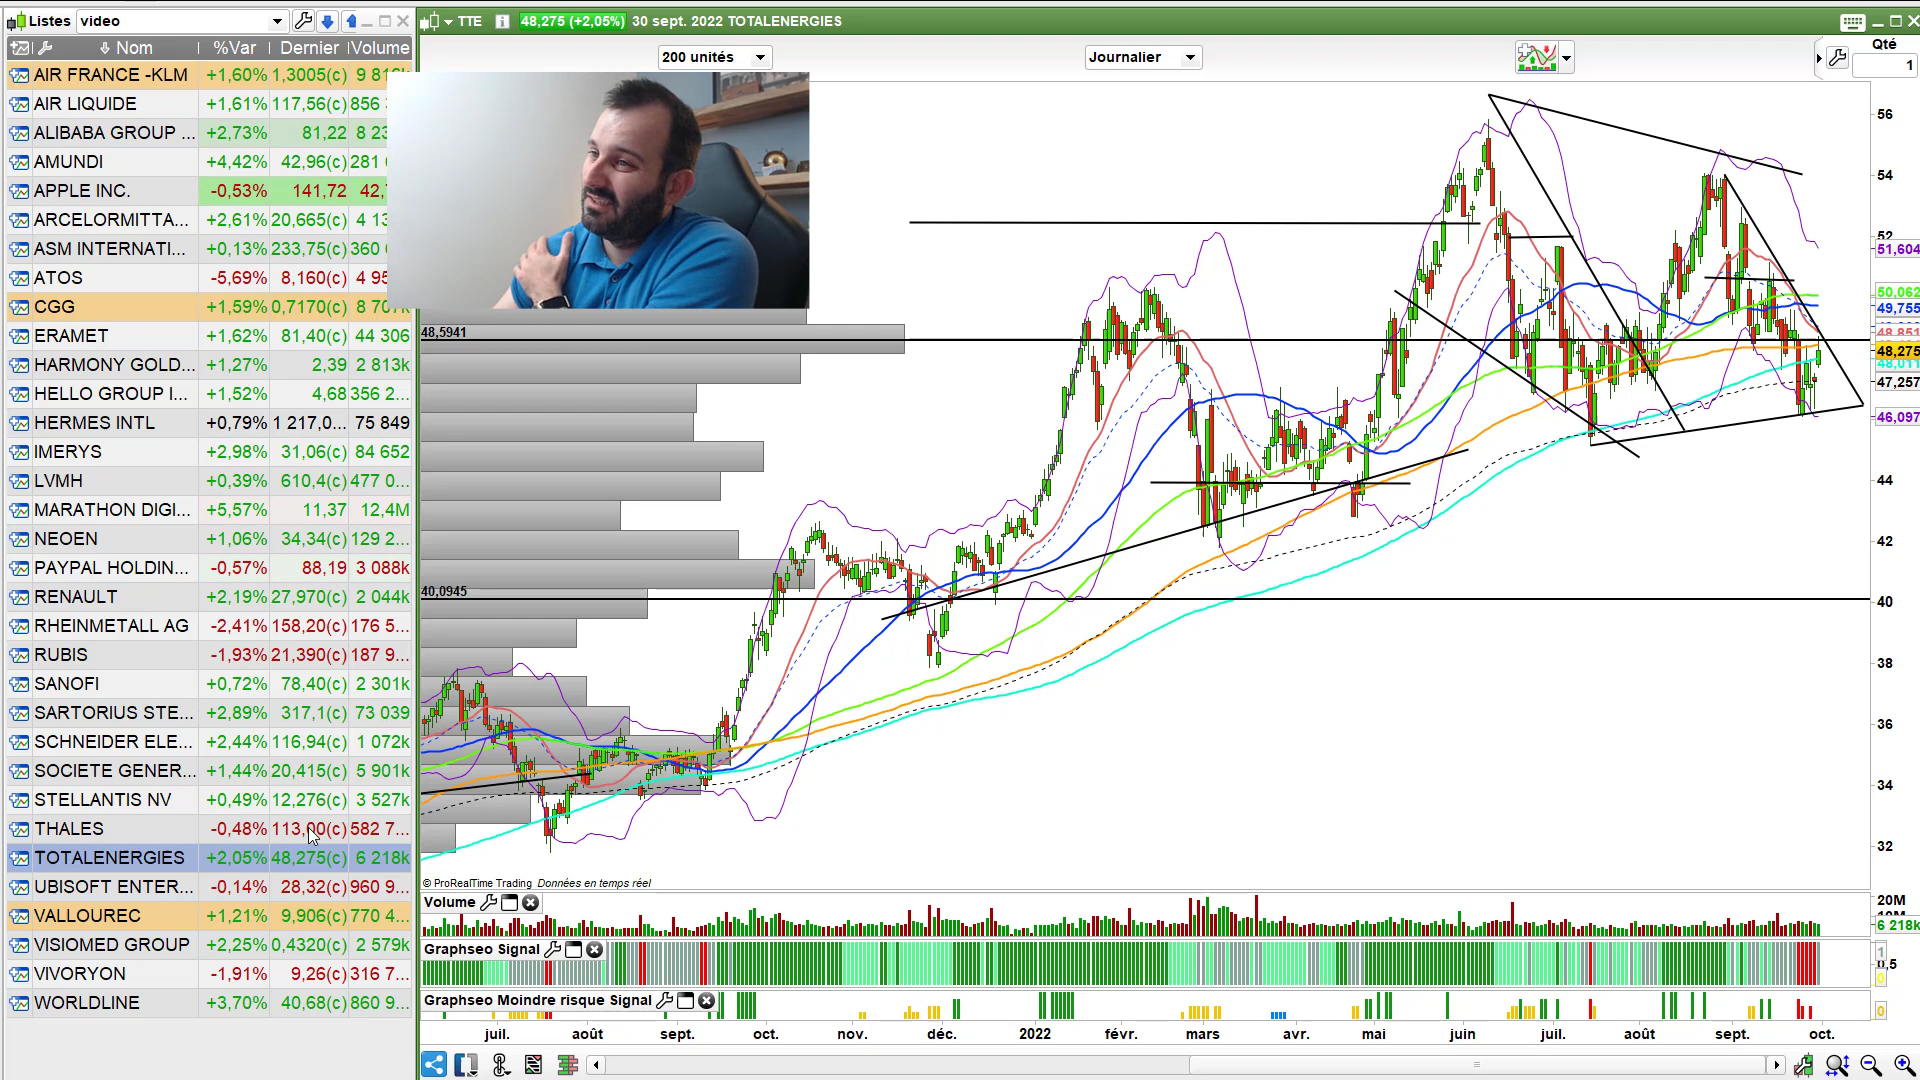 Listes video
Nom %Var Dernier Volume
AIR FRANCE -KLM +1,60% 1,3005(c)
AIR LIQUIDE +1,61% 117,56(c) 856
ALIBABA GROUP ... +2,73% 81,22
AMUNDI +4,42% 42,96(c) 281
APPLE INC. -0,53% 141,72
ARCELORMITTA... +2,61% 20,665(c)
ASM INTERNATI... +0,13% 233,75(c) 360
ATOS -5,69% 8,160(c)
CGG +1,59% 0,7170(c)
ERAMET +1,62% 81,40(c) 44 306
HARMONY GOLD... +1,27% 2,39 2 813k
HELLO GROUP I... +1,52% 4,68 356 2...
HERMES INTL +0,79% 1 217,0... 75 849
IMERYS +2,98% 31,06(c) 84 652
LVMH +0,39% 610,4(c) 477 0...
MARATHON DIGI... +5,57% 11,37 12,4M
NEOEN +1,06% 34,34(c) 129 2...
PAYPAL HOLDIN... -0,57% 88,19 3 088k
RENAULT +2,19% 27,970(c) 2 044k
RHEINMETALL AG -2,41% 158,20(c) 176 5...
RUBIS -1,93% 21,390(c) 187 9...
SANOFI +0,72% 78,40(c) 2 301k
SARTORIUS STE... +2,89% 317,1(c) 73 039
SCHNEIDER ELE... +2,44% 116,94(c) 1 072k
SOCIETE GENER... +1,44% 20,415(c) 5 901k
STELLANTIS NV +0,49% 12,276(c) 3 527k
THALES -0,48% 113,00(c) 582 7...
TOTALENERGIES +2,05% 48,275(c) 6 218k
UBISOFT ENTER... -0,14% 28,32(c) 960 9...
VALLOUREC +1,21% 9,906(c) 770 4...
VISIOMED GROUP +2,25% 0,4320(c) 2 579k
VIVORYON -1,91% 9,26(c) 316 7...
WORLDLINE +3,70% 40,68(c) 860 9...
TTE 48,275 (+2,05%) 30 sept. 2022 TOTALENERGIES
200 unités Journalier Qté
1
56
54
52
51,604
50,062
49,755
48,851
48,5941
48,275
48,011
47,257
46,097
44
42
40,0945
40
38
36
34
32
© ProRealTime Trading Données en temps réel
Volume
20M
6 218k
Graphseo Signal
1
0,5
0
Graphseo Moindre risque Signal
0
juil. août sept. oct. nov. déc. 2022 févr. mars avr. mai juin juil. août sept. oct.